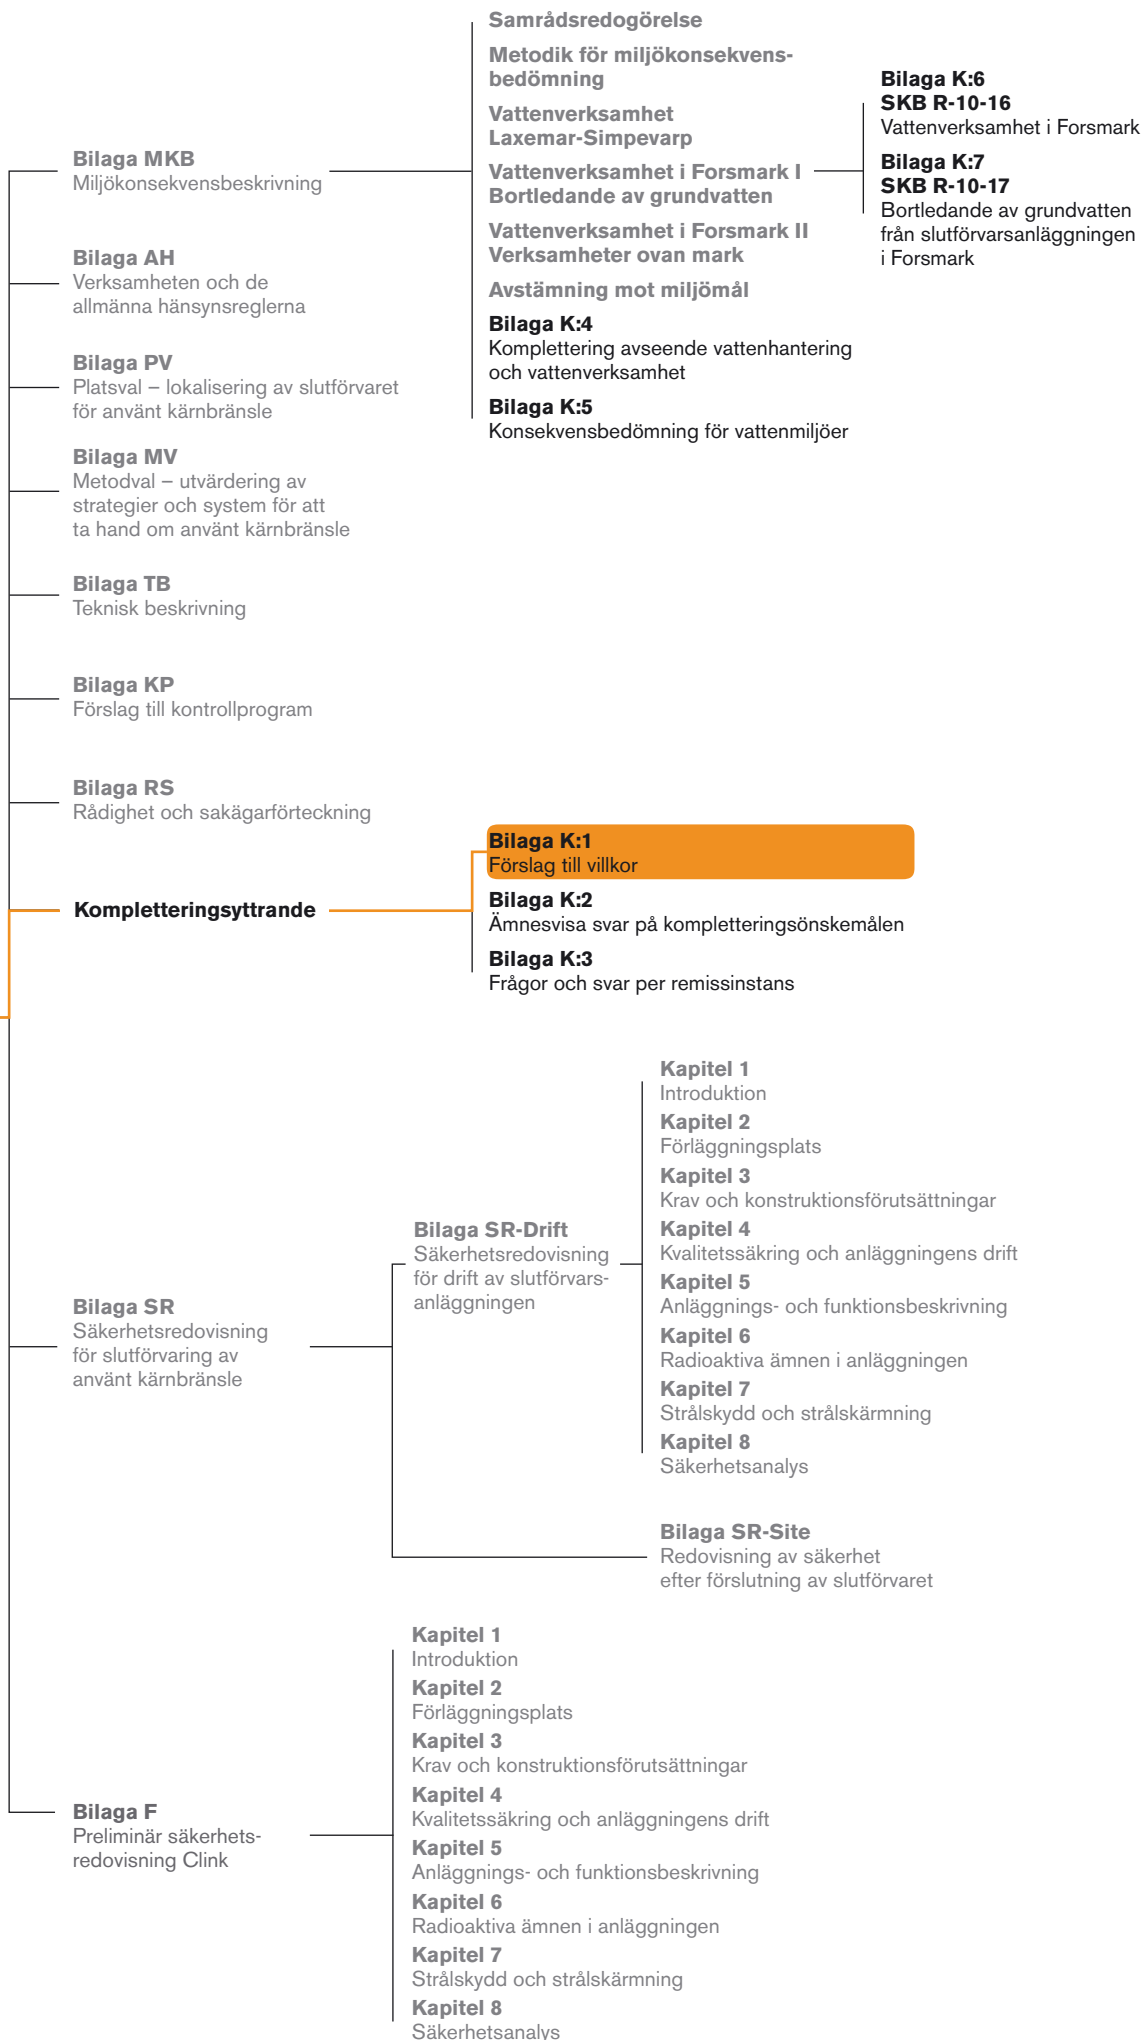 Samrådsredogörelse
Metodik för miljökonsekvens-
bedömning
Vattenverksamhet
Laxemar-Simpevarp
Vattenverksamhet i Forsmark I
Bortledande av grundvatten
Vattenverksamhet i Forsmark II
Verksamheter ovan mark
Avstämning mot miljömål
Bilaga K:4
Komplettering avseende vattenhantering
och vattenverksamhet
Bilaga K:5
Konsekvensbedömning för vattenmiljöer
Bilaga K:6
SKB R-10-16
Vattenverksamhet i Forsmark
Bilaga K:7
SKB R-10-17
Bortledande av grundvatten
från slutförvarsanläggningen
i Forsmark
Bilaga MKB
Miljökonsekvensbeskrivning
Bilaga AH
Verksamheten och de
allmänna hänsynsreglerna
Bilaga PV
Platsval – lokalisering av slutförvaret
för använt kärnbränsle
Bilaga MV
Metodval – utvärdering av
strategier och system för att
ta hand om använt kärnbränsle
Bilaga TB
Teknisk beskrivning
Bilaga KP
Förslag till kontrollprogram
Bilaga RS
Rådighet och sakägarförteckning
Kompletteringsyttrande
Bilaga K:1
Förslag till villkor
Bilaga K:2
Ämnesvisa svar på kompletteringsönskemålen
Bilaga K:3
Frågor och svar per remissinstans
Bilaga SR
Säkerhetsredovisning
för slutförvaring av
använt kärnbränsle
Bilaga SR-Drift
Säkerhetsredovisning
för drift av slutförvars-
anläggningen
Kapitel 1
Introduktion
Kapitel 2
Förläggningsplats
Kapitel 3
Krav och konstruktionsförutsättningar
Kapitel 4
Kvalitetssäkring och anläggningens drift
Kapitel 5
Anläggnings- och funktionsbeskrivning
Kapitel 6
Radioaktiva ämnen i anläggningen
Kapitel 7
Strålskydd och strålskärmning
Kapitel 8
Säkerhetsanalys
Bilaga SR-Site
Redovisning av säkerhet
efter förslutning av slutförvaret
Bilaga F
Preliminär säkerhets-
redovisning Clink
Kapitel 1
Introduktion
Kapitel 2
Förläggningsplats
Kapitel 3
Krav och konstruktionsförutsättningar
Kapitel 4
Kvalitetssäkring och anläggningens drift
Kapitel 5
Anläggnings- och funktionsbeskrivning
Kapitel 6
Radioaktiva ämnen i anläggningen
Kapitel 7
Strålskydd och strålskärmning
Kapitel 8
Säkerhetsanalys